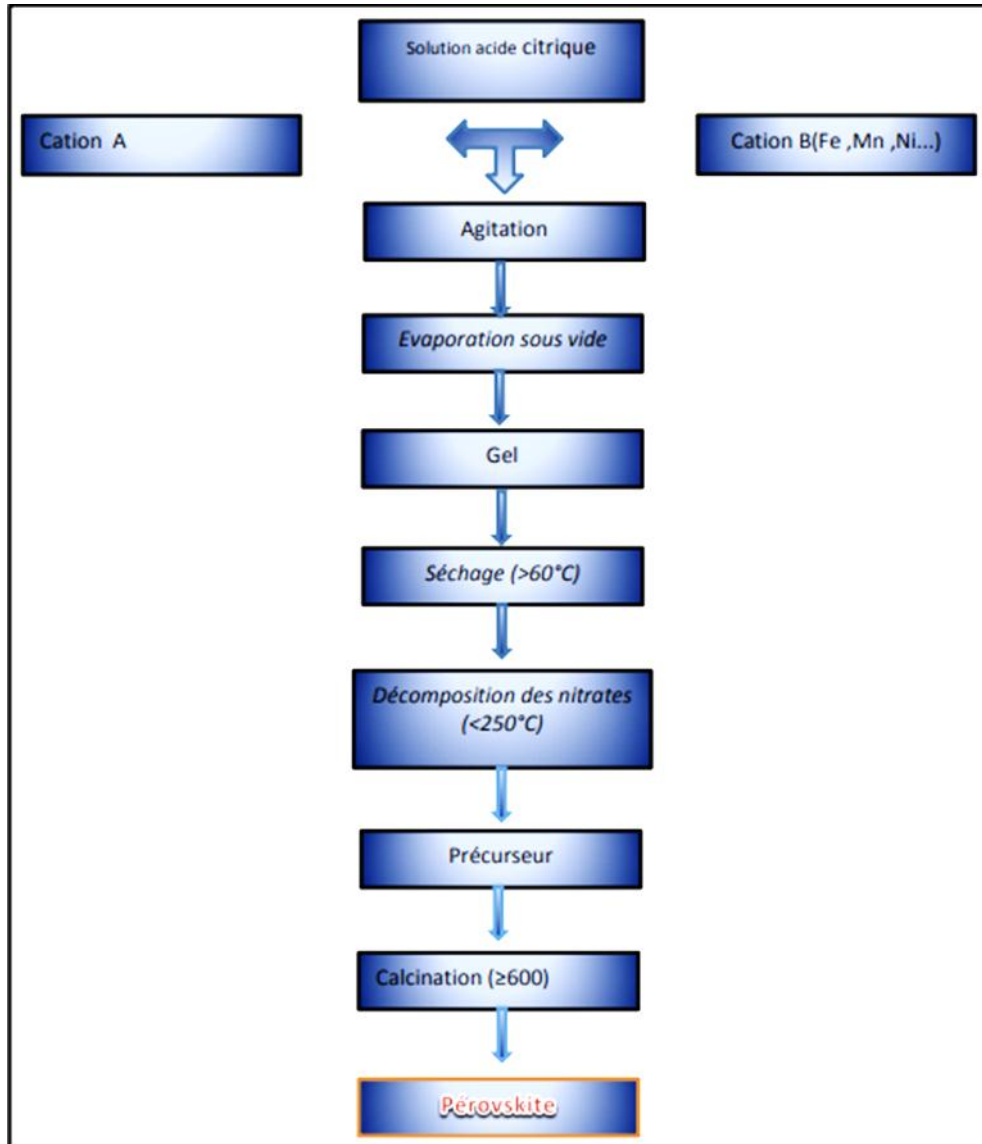 Solution acide citrique
Cation A
Cation B(Fe ,Mn ,Ni...)
Agitation
Evaporation sous vide
Gel
Séchage (>60°C)
Décomposition des nitrates
(<250°C)
Précurseur
Calcination (≥600)
Pérovskite